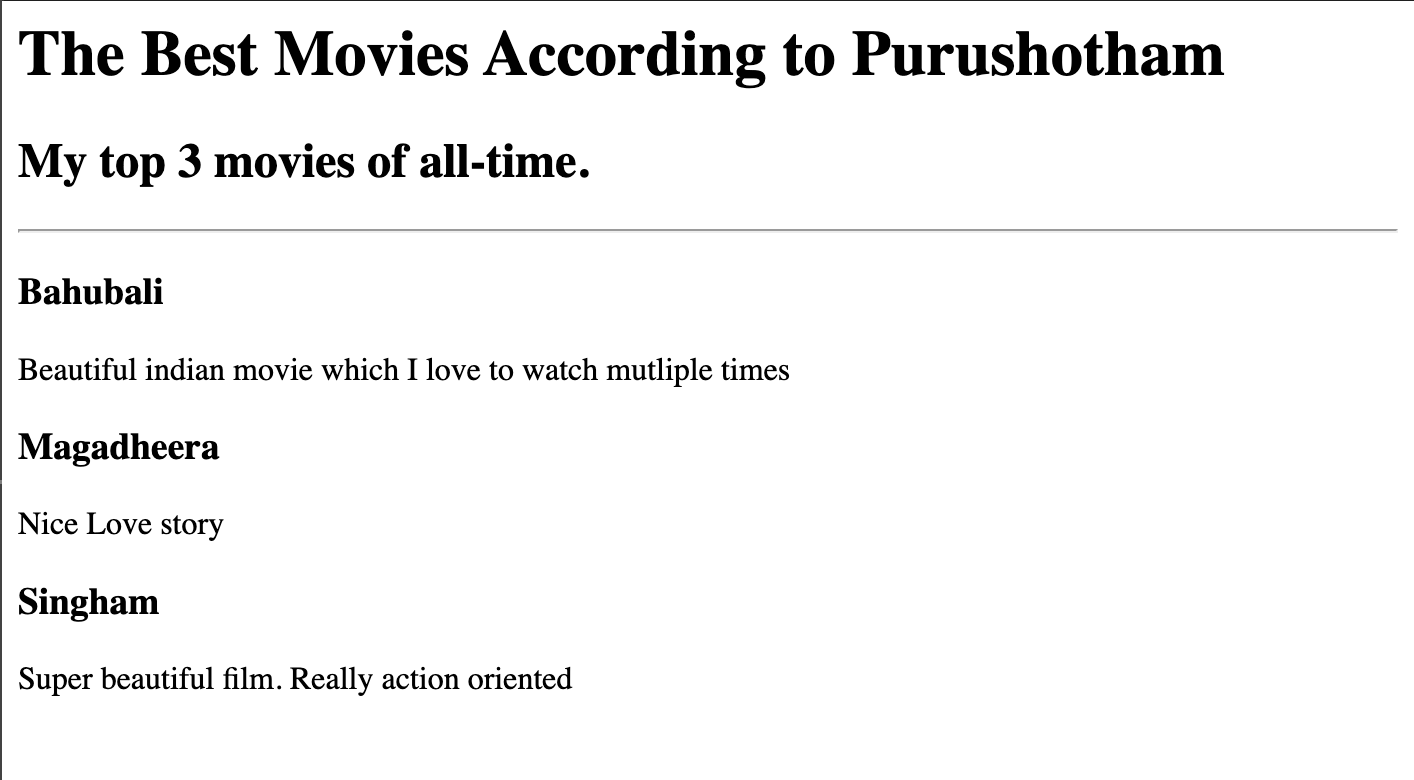 The Best Movies According to Purushotham
My top 3 movies of all-time.
Bahubali
Beautiful indian movie which I love to watch mutliple times
Magadheera
Nice Love story
Singham
Super beautiful film. Really action oriented